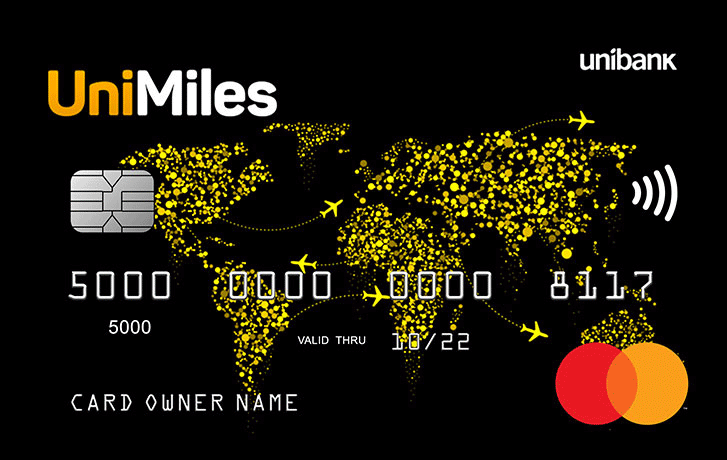 unibank
UniMiles
5000 0000 0000 8117
5000
VALID THRU 10/22
CARD OWNER NAME